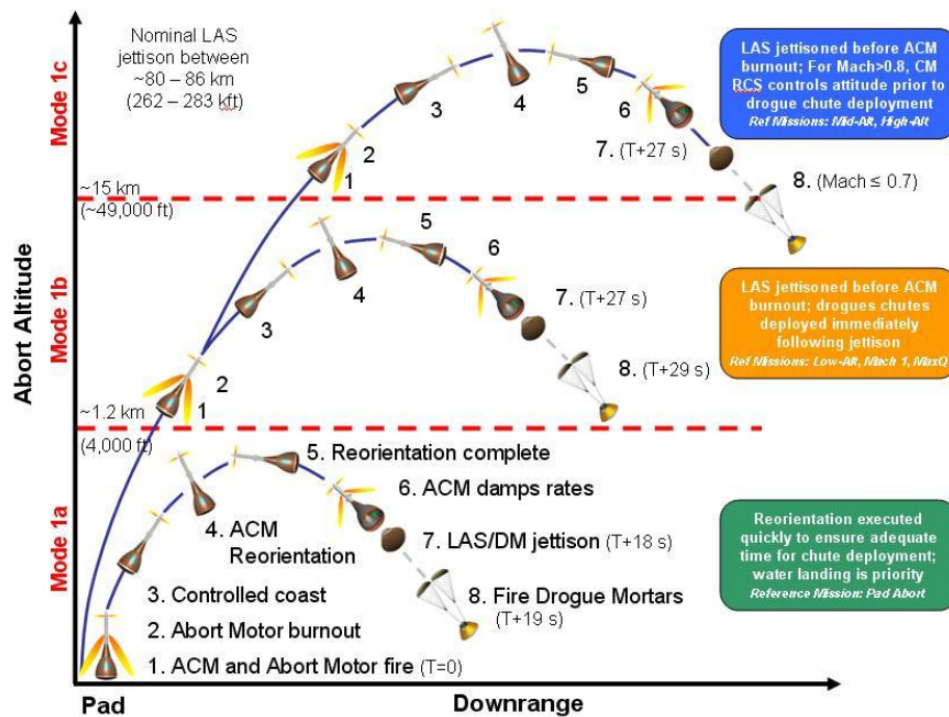 Nominal LAS
jettison between
~80 – 86 km
(262 – 283 kft)
Mode 1c
2
1
3
4
5
6
7. (T+27 s)
8. (Mach ≤ 0.7)
LAS jettisoned before ACM
burnout; For Mach>0.8, CM
RCS controls attitude prior to
drogue chute deployment
Ref Missions: Mid-Alt, High-Alt
~15 km
(~49,000 ft)
Abort Altitude
Mode 1b
2
1
3
4
5
6
7. (T+27 s)
8. (T+29 s)
LAS jettisoned before ACM
burnout; drogues chutes
deployed immediately
following jettison
Ref Missions: Low-Alt, Mach 1, MaxQ
~1.2 km
(4,000 ft)
Mode 1a
5. Reorientation complete
6. ACM damps rates
4. ACM
Reorientation
7. LAS/DM jettison (T+18 s)
3. Controlled coast
8. Fire Drogue Mortars
(T+19 s)
2. Abort Motor burnout
1. ACM and Abort Motor fire (T=0)
Reorientation executed
quickly to ensure adequate
time for chute deployment;
water landing is priority
Reference Mission: Pad Abort
Pad
Downrange